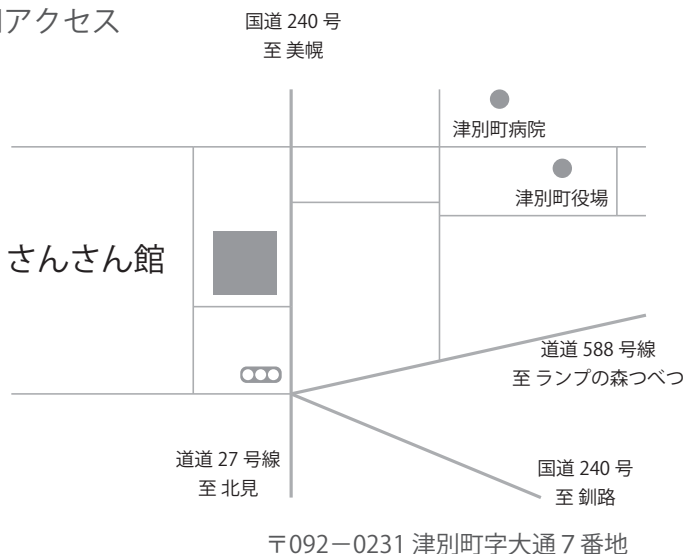 アクセス
国道 240 号
至 美幌
津別町病院
津別町役場
さんさん館
道道 588 号線
至 ランプの森つべつ
道道 27 号線
至 北見
国道 240 号
至 釧路
〒092－0231 津別町字大通 7 番地